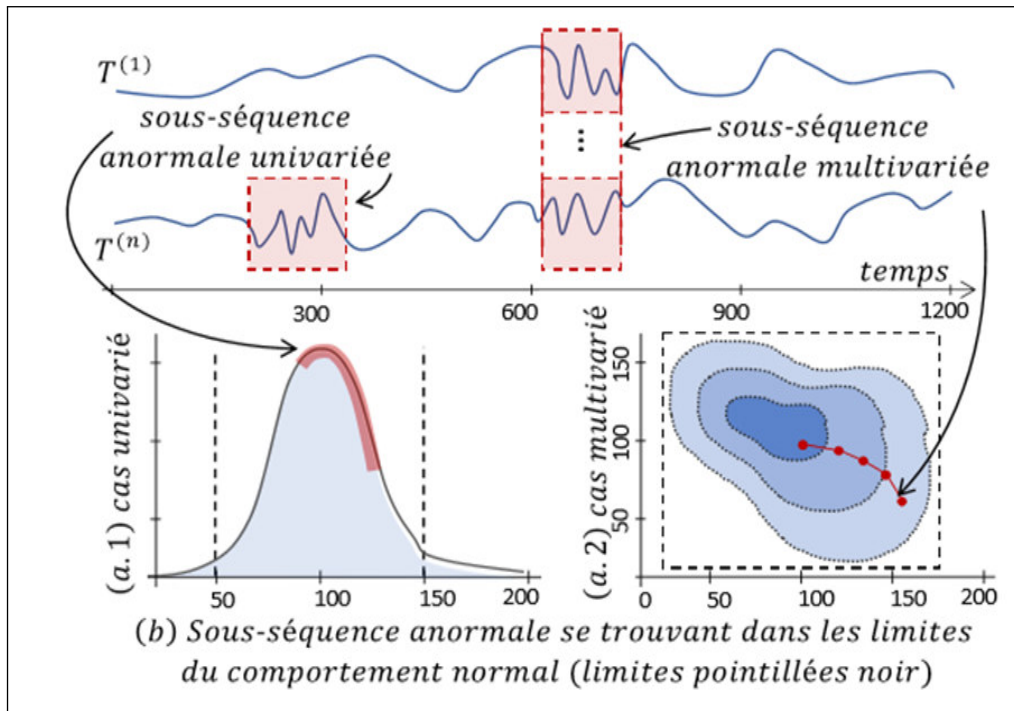 T⁽¹⁾
sous-séquence
anormale univariée
⋮
sous-séquence
anormale multivariée
T⁽ⁿ⁾
temps
300 600 900 1200
(a.1) cas univarié
50 100 150 200
(a.2) cas multivarié
150
100
50
0 50 100 150 200
(b) Sous-séquence anormale se trouvant dans les limites
du comportement normal (limites pointillées noir)